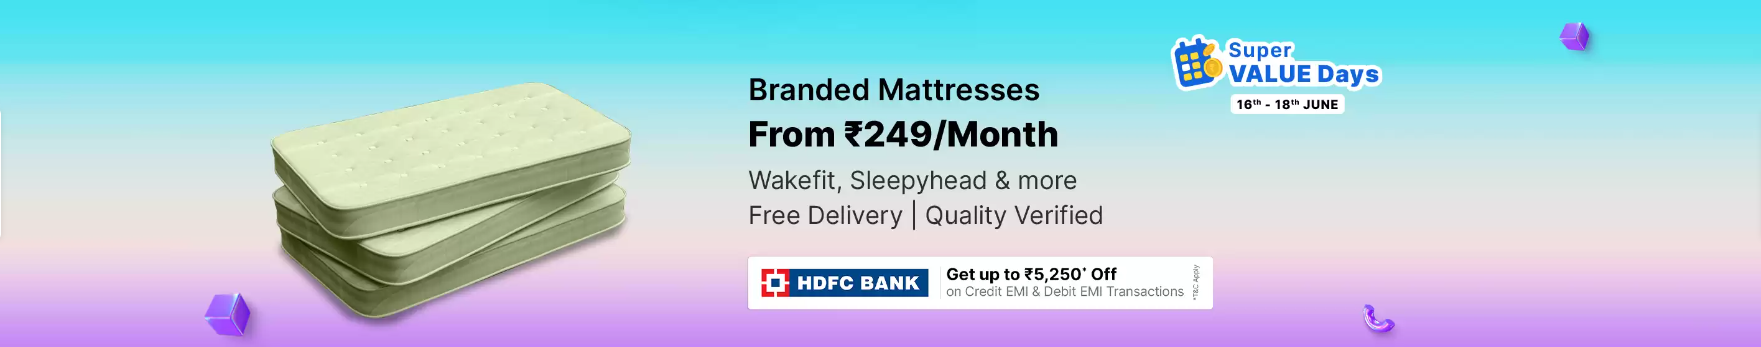 Branded Mattresses
From ₹249/Month
Wakefit, Sleepyhead & more
Free Delivery | Quality Verified
HDFC BANK
Get up to ₹5,250* Off
on Credit EMI & Debit EMI Transactions
*T&C Apply
Super
VALUE Days
16th - 18th JUNE